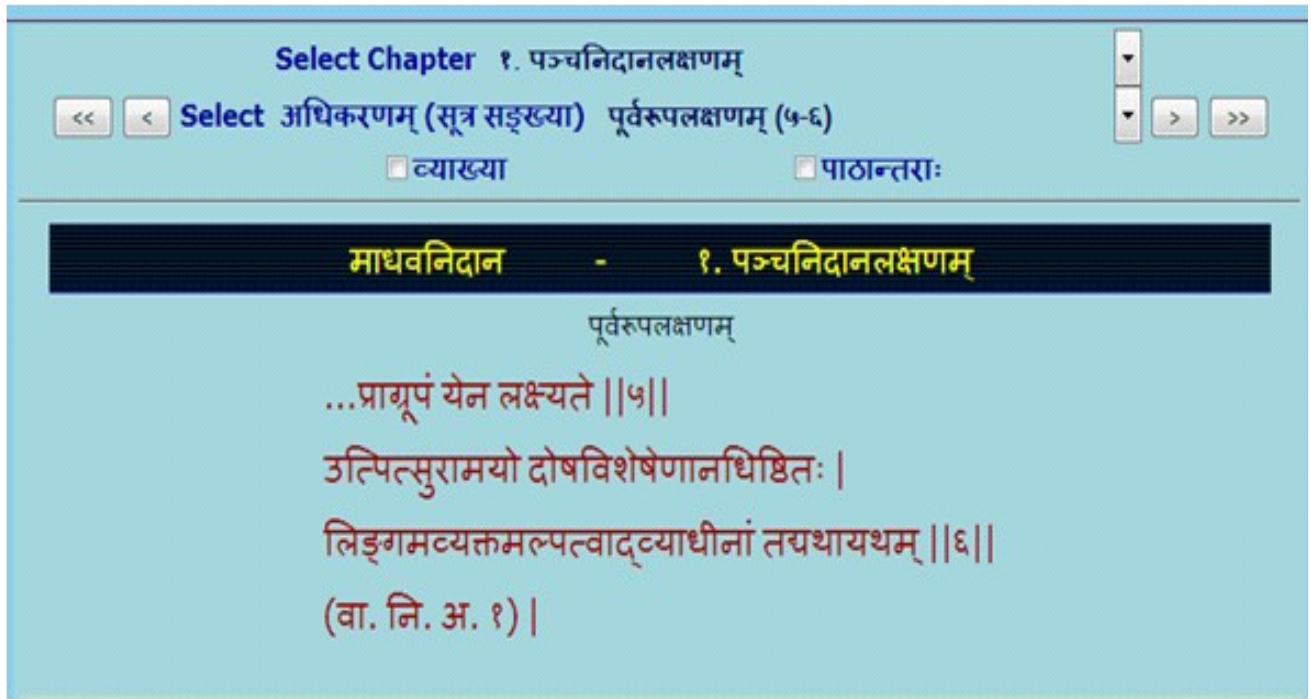 Select Chapter १. पञ्चनिदानलक्षणम्
<< < Select अधिकरणम् (सूत्र सङ्ख्या) पूर्वरूपलक्षणम् (५-६) > >>
व्याख्या पाठान्तराः
माधवनिदान - १. पञ्चनिदानलक्षणम्
पूर्वरूपलक्षणम्
...प्राग्रूपं येन लक्ष्यते ||५||
उत्पित्सुरामयो दोषविशेषेणानधिष्ठितः |
लिङ्गमव्यक्तमल्पत्वाद्व्याधीनां तद्यथायथम् ||६||
(वा. नि. अ. १) |